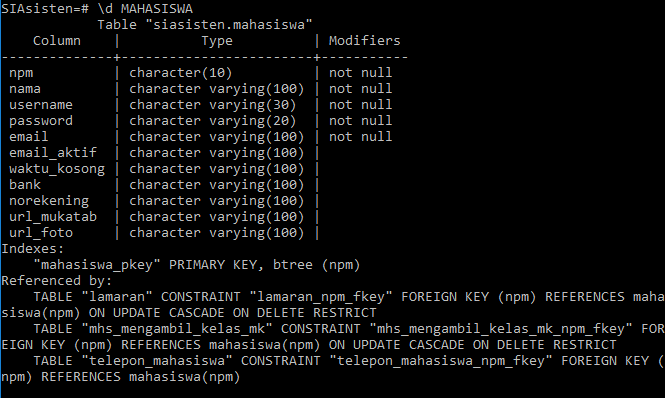 SIAsisten=# \d MAHASISWA
            Table "siasisten.mahasiswa"
    Column    |          Type          | Modifiers
--------------+------------------------+-----------
 npm          | character(10)          | not null
 nama         | character varying(100) | not null
 username     | character varying(30)  | not null
 password     | character varying(20)  | not null
 email        | character varying(100) | not null
 email_aktif  | character varying(100) |
 waktu_kosong | character varying(100) |
 bank         | character varying(100) |
 norekening   | character varying(100) |
 url_mukatab  | character varying(100) |
 url_foto     | character varying(100) |
Indexes:
    "mahasiswa_pkey" PRIMARY KEY, btree (npm)
Referenced by:
    TABLE "lamaran" CONSTRAINT "lamaran_npm_fkey" FOREIGN KEY (npm) REFERENCES maha
siswa(npm) ON UPDATE CASCADE ON DELETE RESTRICT
    TABLE "mhs_mengambil_kelas_mk" CONSTRAINT "mhs_mengambil_kelas_mk_npm_fkey" FOR
EIGN KEY (npm) REFERENCES mahasiswa(npm) ON UPDATE CASCADE ON DELETE RESTRICT
    TABLE "telepon_mahasiswa" CONSTRAINT "telepon_mahasiswa_npm_fkey" FOREIGN KEY (
npm) REFERENCES mahasiswa(npm)